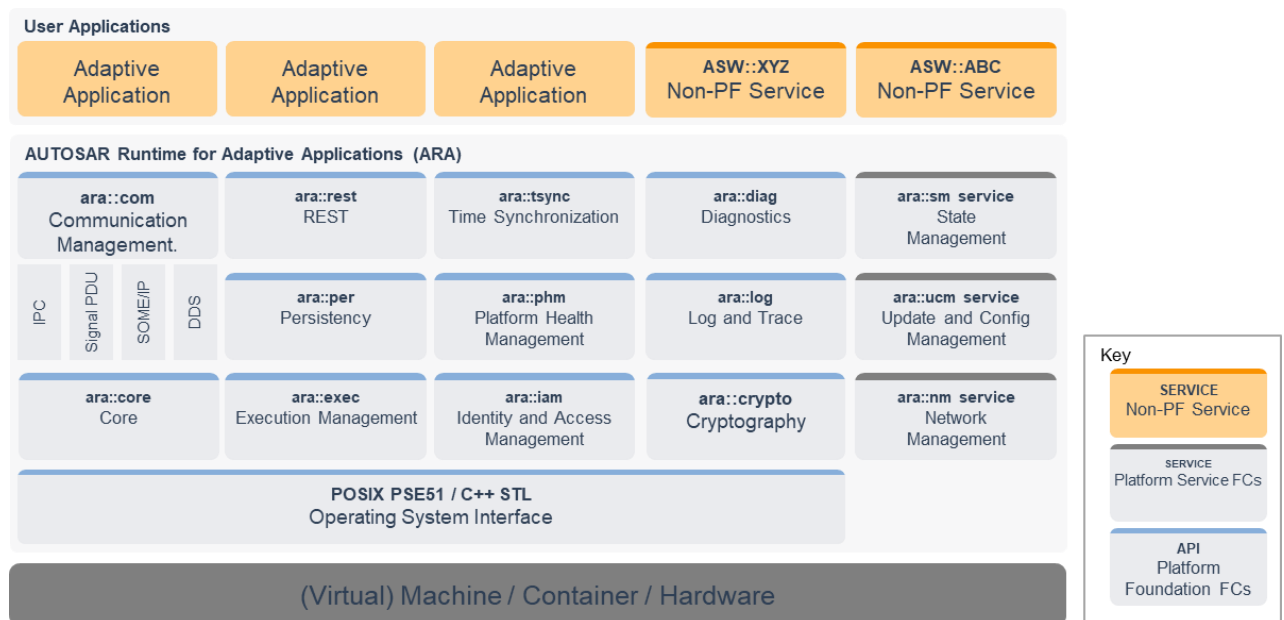 User Applications
Adaptive
Application
Adaptive
Application
Adaptive
Application
ASW::XYZ
Non-PF Service
ASW::ABC
Non-PF Service
AUTOSAR Runtime for Adaptive Applications (ARA)
ara::com
Communication
Management.
ara::rest
REST
ara::tsync
Time Synchronization
ara::diag
Diagnostics
ara::sm service
State
Management
IPC
Signal PDU
SOME/IP
DDS
ara::per
Persistency
ara::phm
Platform Health
Management
ara::log
Log and Trace
ara::ucm service
Update and Config
Management
ara::core
Core
ara::exec
Execution Management
ara::iam
Identity and Access
Management
ara::crypto
Cryptography
ara::nm service
Network
Management
POSIX PSE51 / C++ STL
Operating System Interface
(Virtual) Machine / Container / Hardware
Key
SERVICE
Non-PF Service
SERVICE
Platform Service FCs
API
Platform
Foundation FCs